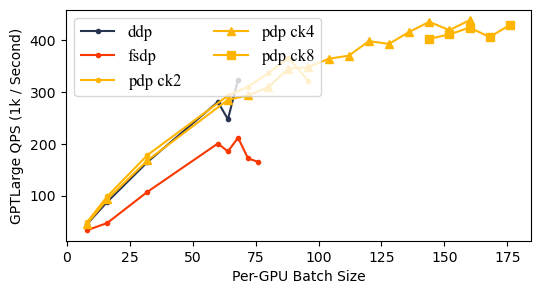 400
300
200
100
GPTLarge QPS (1k / Second)
ddp
fsdp
pdp ck2
pdp ck4
pdp ck8
0
25
50
75
100
125
150
175
Per-GPU Batch Size